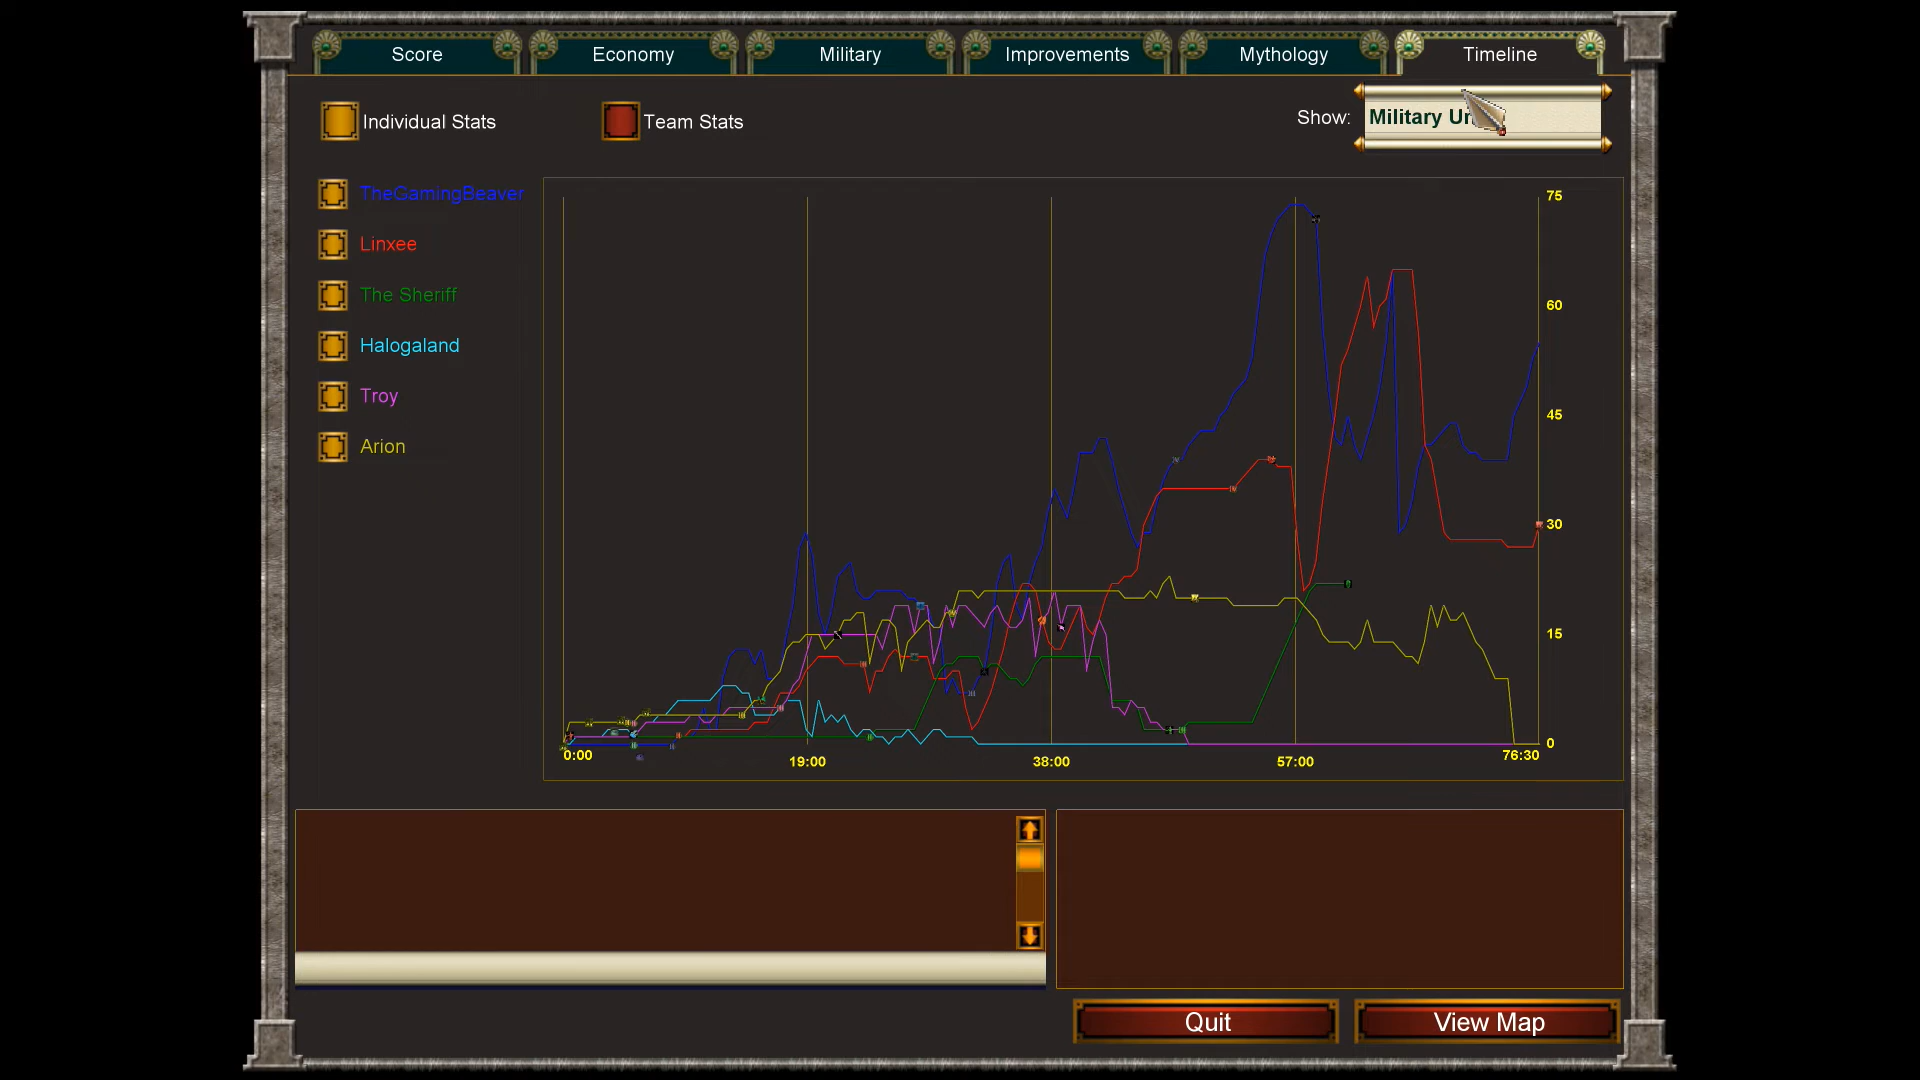 Score
Economy
Military
Improvements
Mythology
Timeline
Individual Stats
Team Stats
Show:
Military
TheGamingBeaver
Linxee
The Sheriff
Halogaland
Troy
Arion
75
60
45
30
15
0
0:00
19:00
38:00
57:00
76:30
Quit
View Map